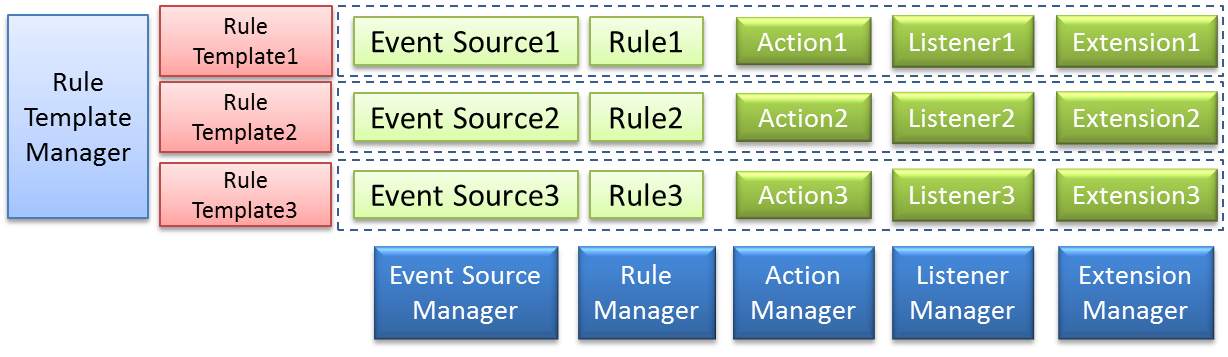 Rule
Template
Manager
Rule
Template1
Event Source1
Rule1
Action1
Listener1
Extension1
Rule
Template2
Event Source2
Rule2
Action2
Listener2
Extension2
Rule
Template3
Event Source3
Rule3
Action3
Listener3
Extension3
Event Source
Manager
Rule
Manager
Action
Manager
Listener
Manager
Extension
Manager